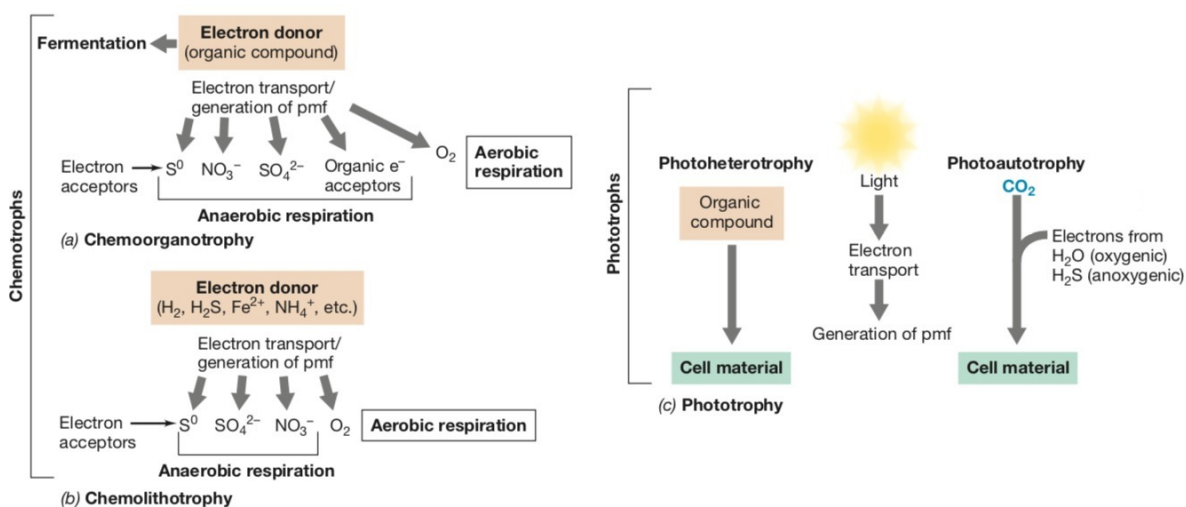 Chemotrophs
Fermentation
Electron donor
(organic compound)
Electron transport/
generation of pmf
Electron
acceptors
S⁰ NO₃⁻ SO₄²⁻ Organic e⁻
acceptors
O₂
Aerobic
respiration
Anaerobic respiration
(a) Chemoorganotrophy
Electron donor
(H₂, H₂S, Fe²⁺, NH₄⁺, etc.)
Electron transport/
generation of pmf
Electron
acceptors
S⁰ SO₄²⁻ NO₃⁻ O₂
Aerobic respiration
Anaerobic respiration
(b) Chemolithotrophy
Phototrophs
Photoheterotrophy
Organic
compound
Cell material
Light
Electron
transport
Generation of pmf
Photoautotrophy
CO₂
Electrons from
H₂O (oxygenic)
H₂S (anoxygenic)
Cell material
(c) Phototrophy